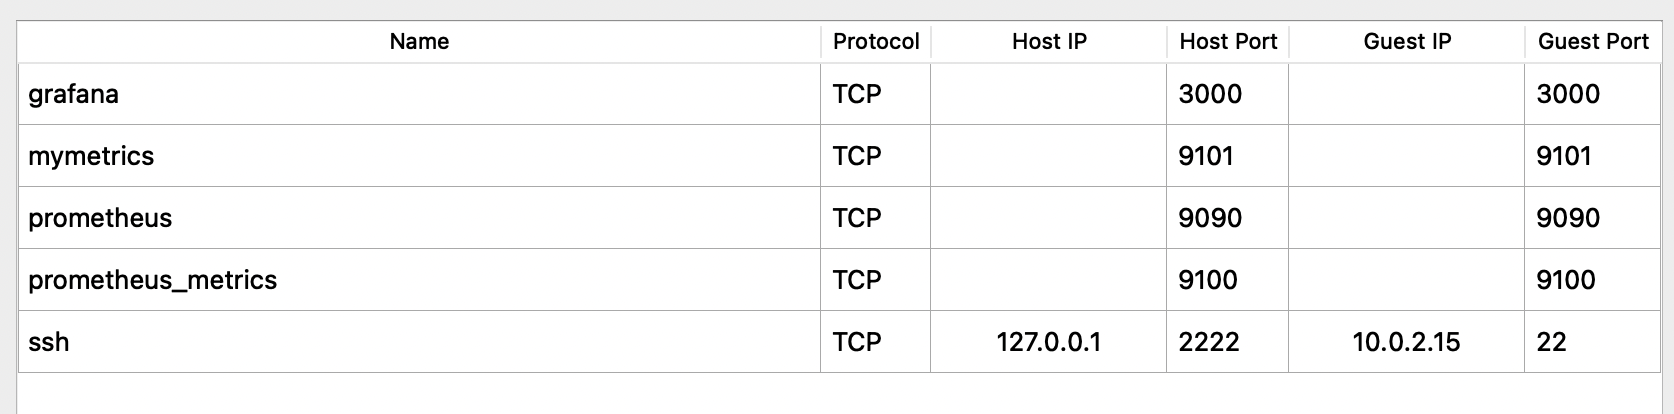 Name Protocol Host IP Host Port Guest IP Guest Port
grafana TCP 3000 3000
mymetrics TCP 9101 9101
prometheus TCP 9090 9090
prometheus_metrics TCP 9100 9100
ssh TCP 127.0.0.1 2222 10.0.2.15 22